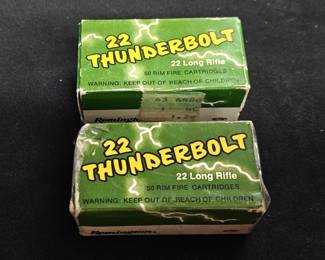 22
THUNDERBOLT
22 Long Rifle
50 RIM FIRE CARTRIDGES
WARNING: KEEP OUT OF REACH OF CHILDREN
Remington
22
THUNDERBOLT
22 Long Rifle
50 RIM FIRE CARTRIDGES
WARNING: KEEP OUT OF REACH OF CHILDREN
Remington